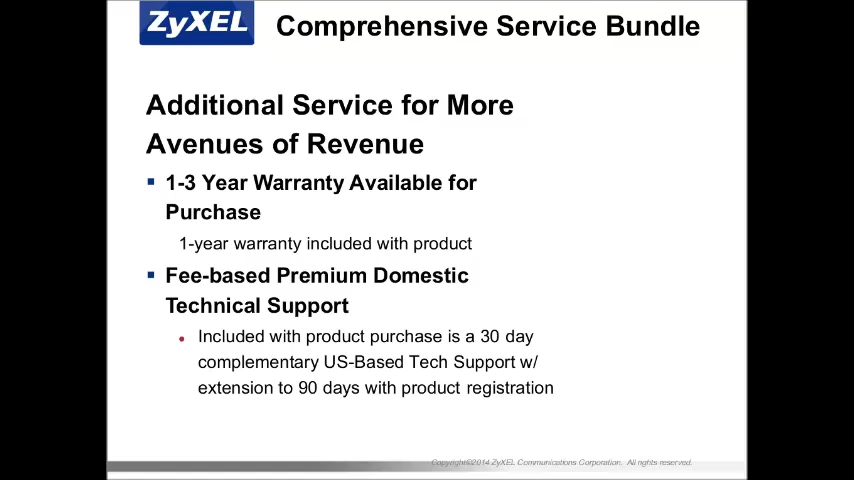 ZyXEL
Comprehensive Service Bundle
Additional Service for More
Avenues of Revenue
1-3 Year Warranty Available for
Purchase
1-year warranty included with product
Fee-based Premium Domestic
Technical Support
Included with product purchase is a 30 day
complementary US-Based Tech Support w/
extension to 90 days with product registration
Copyright©2014 ZyXEL Communications Corporation. All rights reserved.